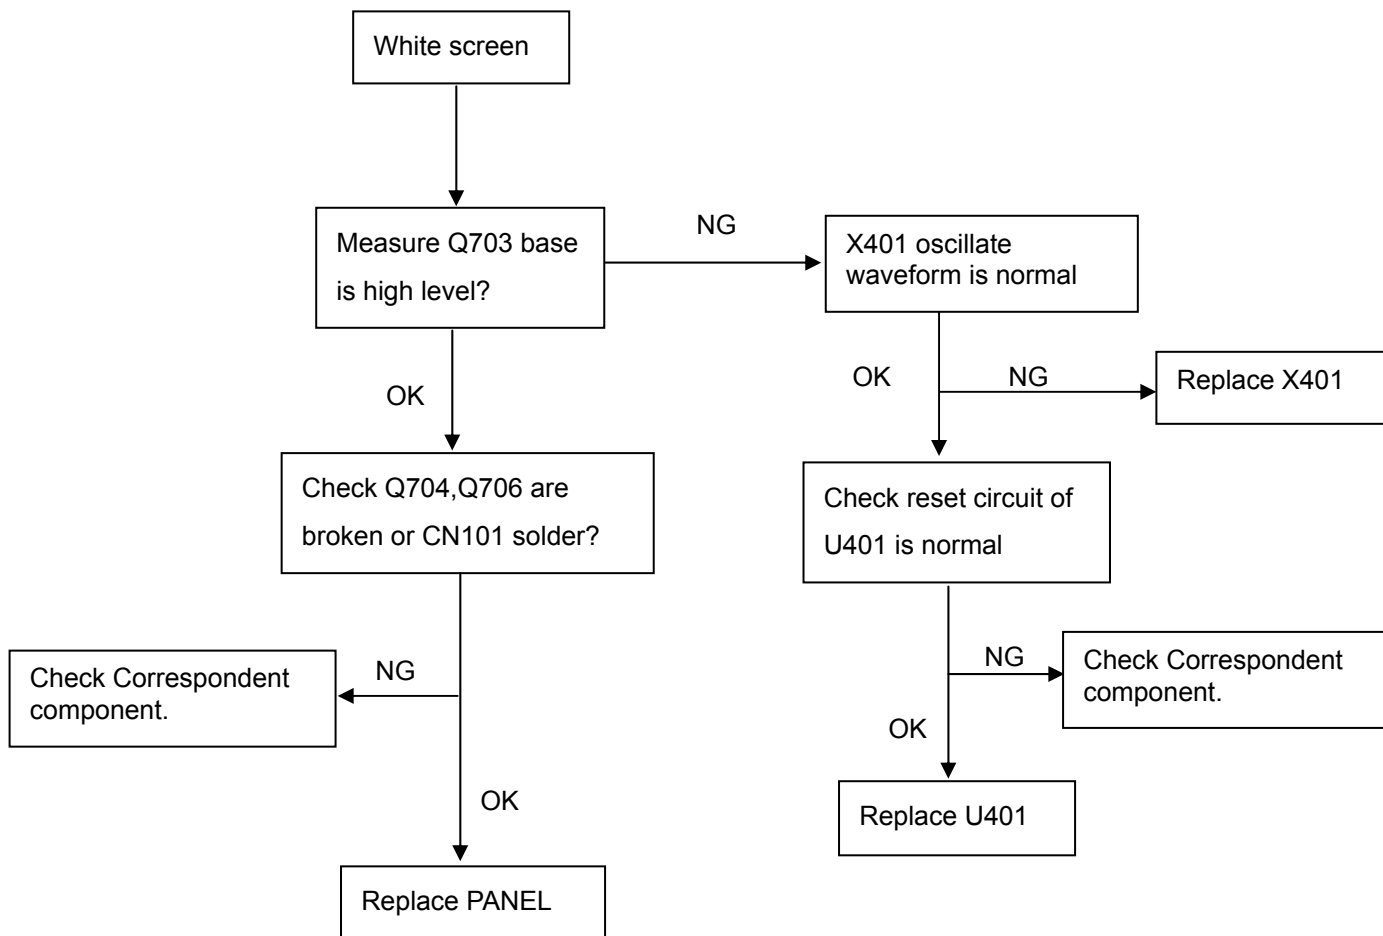 White screen
Measure Q703 base
is high level?
NG
X401 oscillate
waveform is normal
OK
OK
NG
Replace X401
Check Q704,Q706 are
broken or CN101 solder?
Check reset circuit of
U401 is normal
Check Correspondent
component.
NG
NG
Check Correspondent
component.
OK
OK
Replace U401
Replace PANEL